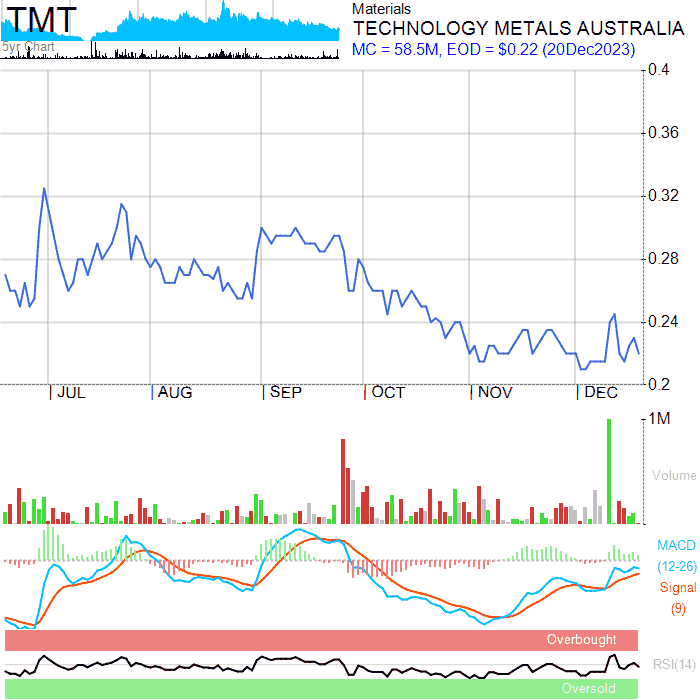 TMT
5yr Chart
Materials
TECHNOLOGY METALS AUSTRALIA
MC = 58.5M, EOD = $0.22 (20Dec2023)
0.4
0.36
0.32
0.28
0.24
0.2
JUL AUG SEP OCT NOV DEC
1M
Volume
MACD
(12-26)
Signal
(9)
Overbought
RSI(14)
Oversold